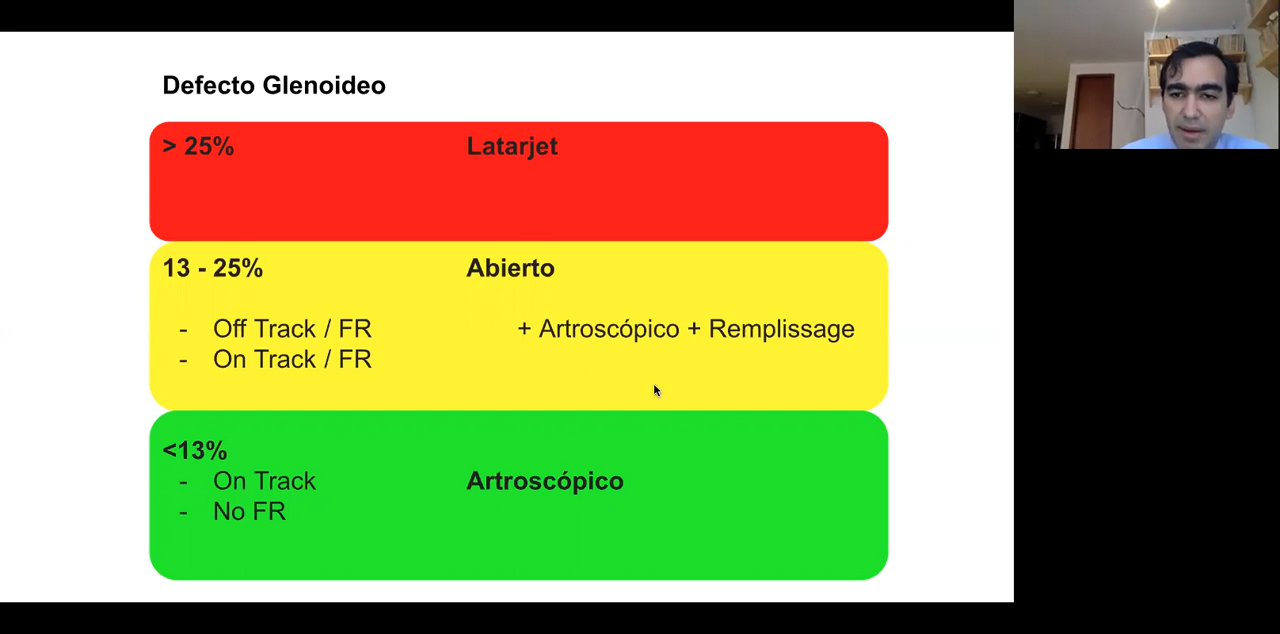 Defecto Glenoideo
> 25% Latarjet
13 - 25% Abierto
- Off Track / FR + Artroscópico + Remplissage
- On Track / FR
<13%
- On Track Artroscópico
- No FR